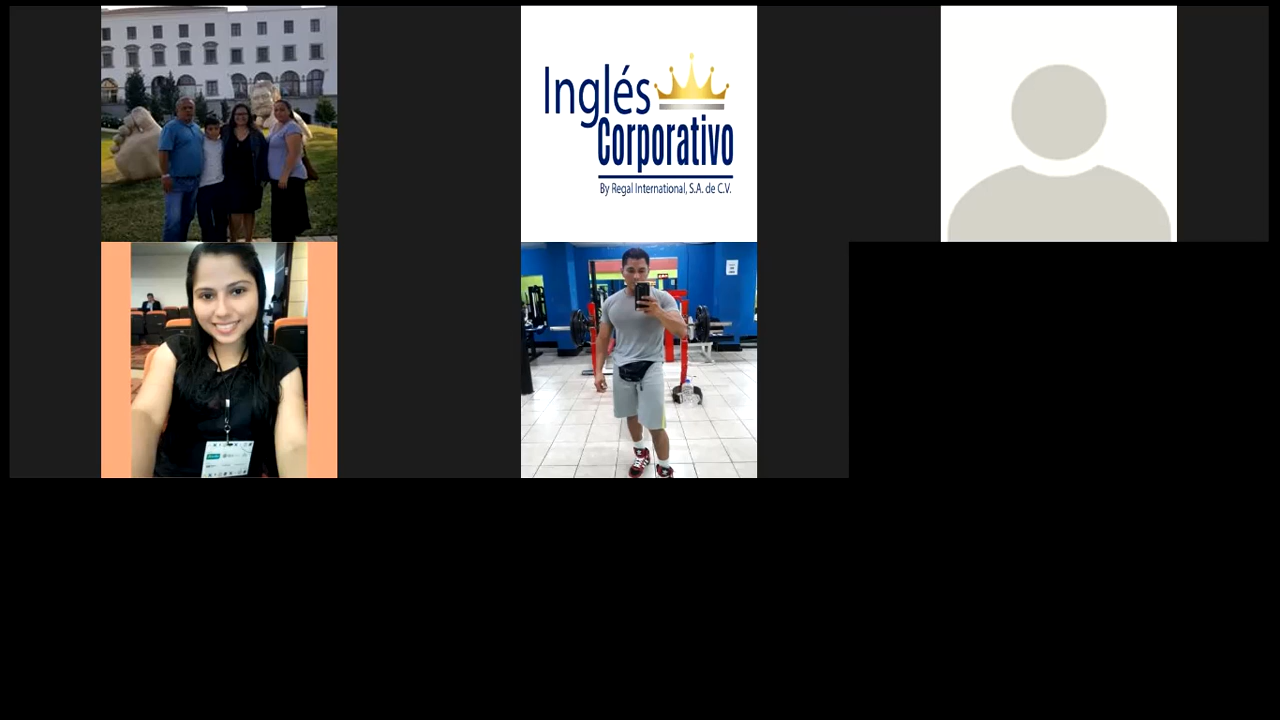 Inglés
Corporativo
By Regal International, S.A. de C.V.